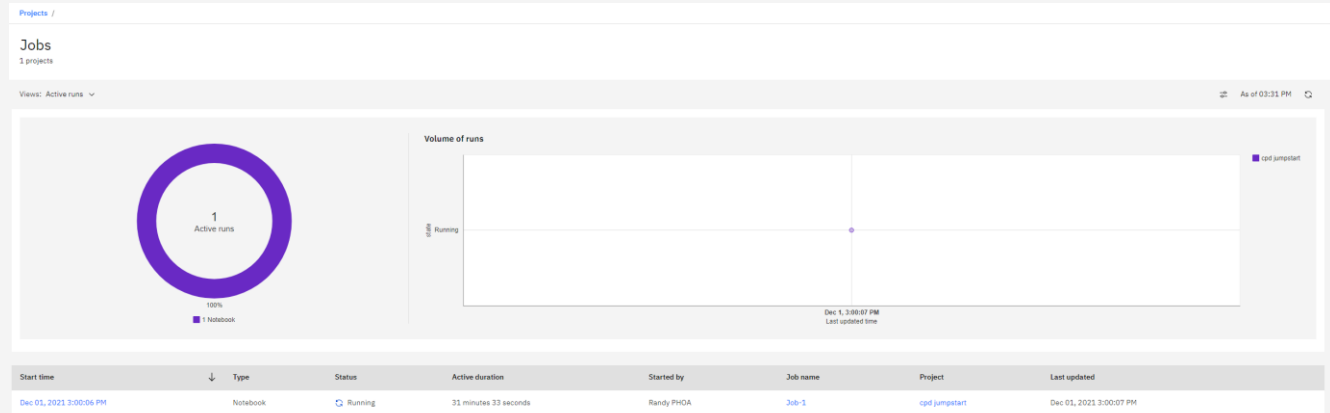 Projects /
Jobs
1 projects
Views: Active runs
As of 03:31 PM
1
Active runs
100%
1 Notebook
Volume of runs
state
Running
Dec 1, 3:00:07 PM
Last updated time
cpd jumpstart
Start time Type Status Active duration Started by Job name Project Last updated
Dec 01, 2021 3:00:06 PM Notebook Running 31 minutes 33 seconds Randy PHOA Job-1 cpd jumpstart Dec 01, 2021 3:00:07 PM